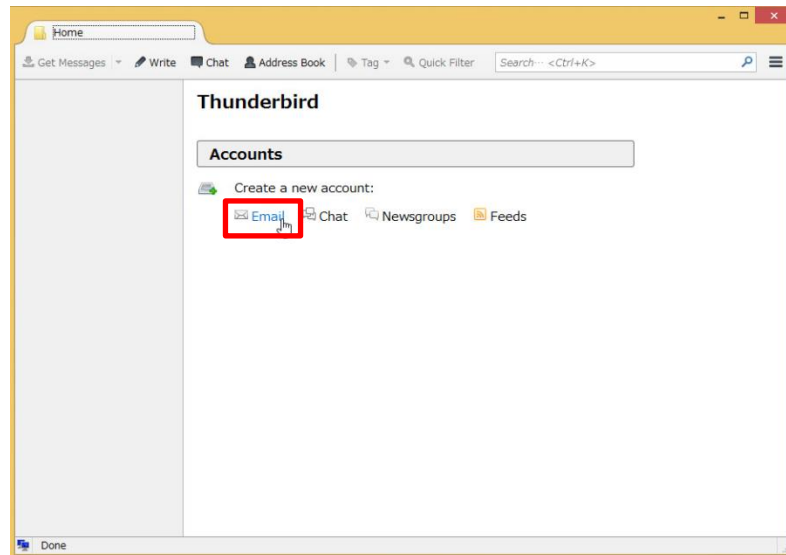 Home
Get Messages Write Chat Address Book Tag Quick Filter Search··· <Ctrl+K>
Thunderbird
Accounts
Create a new account:
Email Chat Newsgroups Feeds
Done